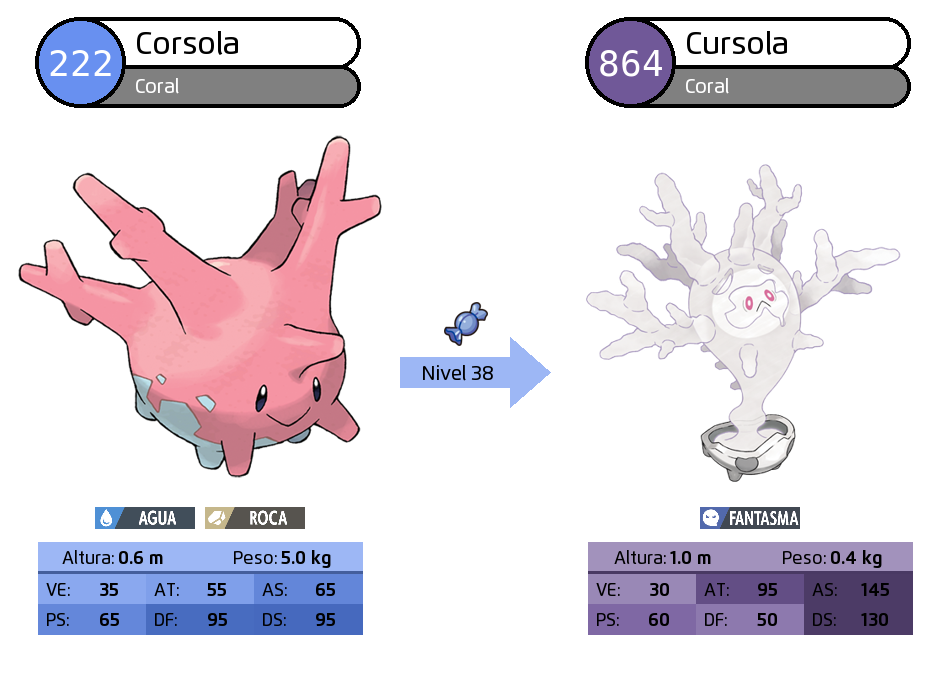 222
Corsola
Coral
864
Cursola
Coral
Nivel 38
AGUA ROCA
Altura: 0.6 m Peso: 5.0 kg
VE: 35 AT: 55 AS: 65
PS: 65 DF: 95 DS: 95
FANTASMA
Altura: 1.0 m Peso: 0.4 kg
VE: 30 AT: 95 AS: 145
PS: 60 DF: 50 DS: 130